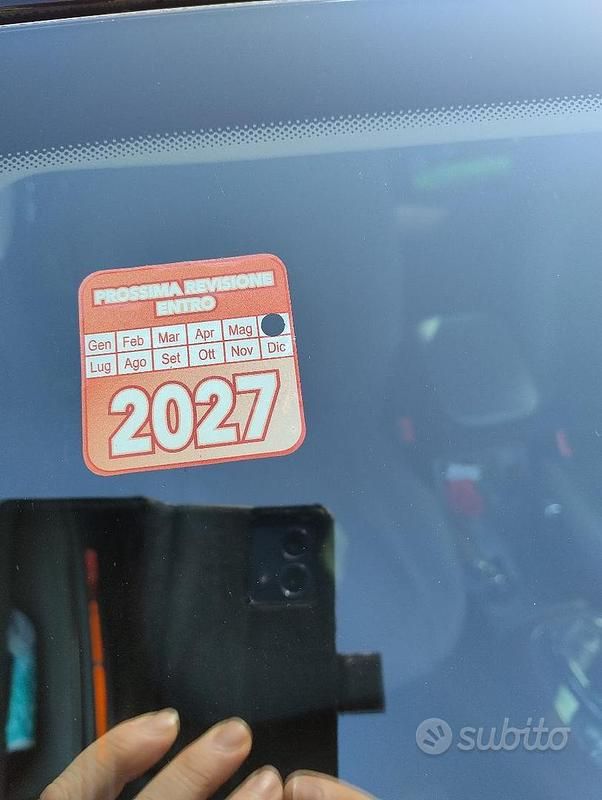 PROSSIMA REVISIONE
ENTRO
Gen Feb Mar Apr Mag
Lug Ago Set Ott Nov Dic
2027
subito